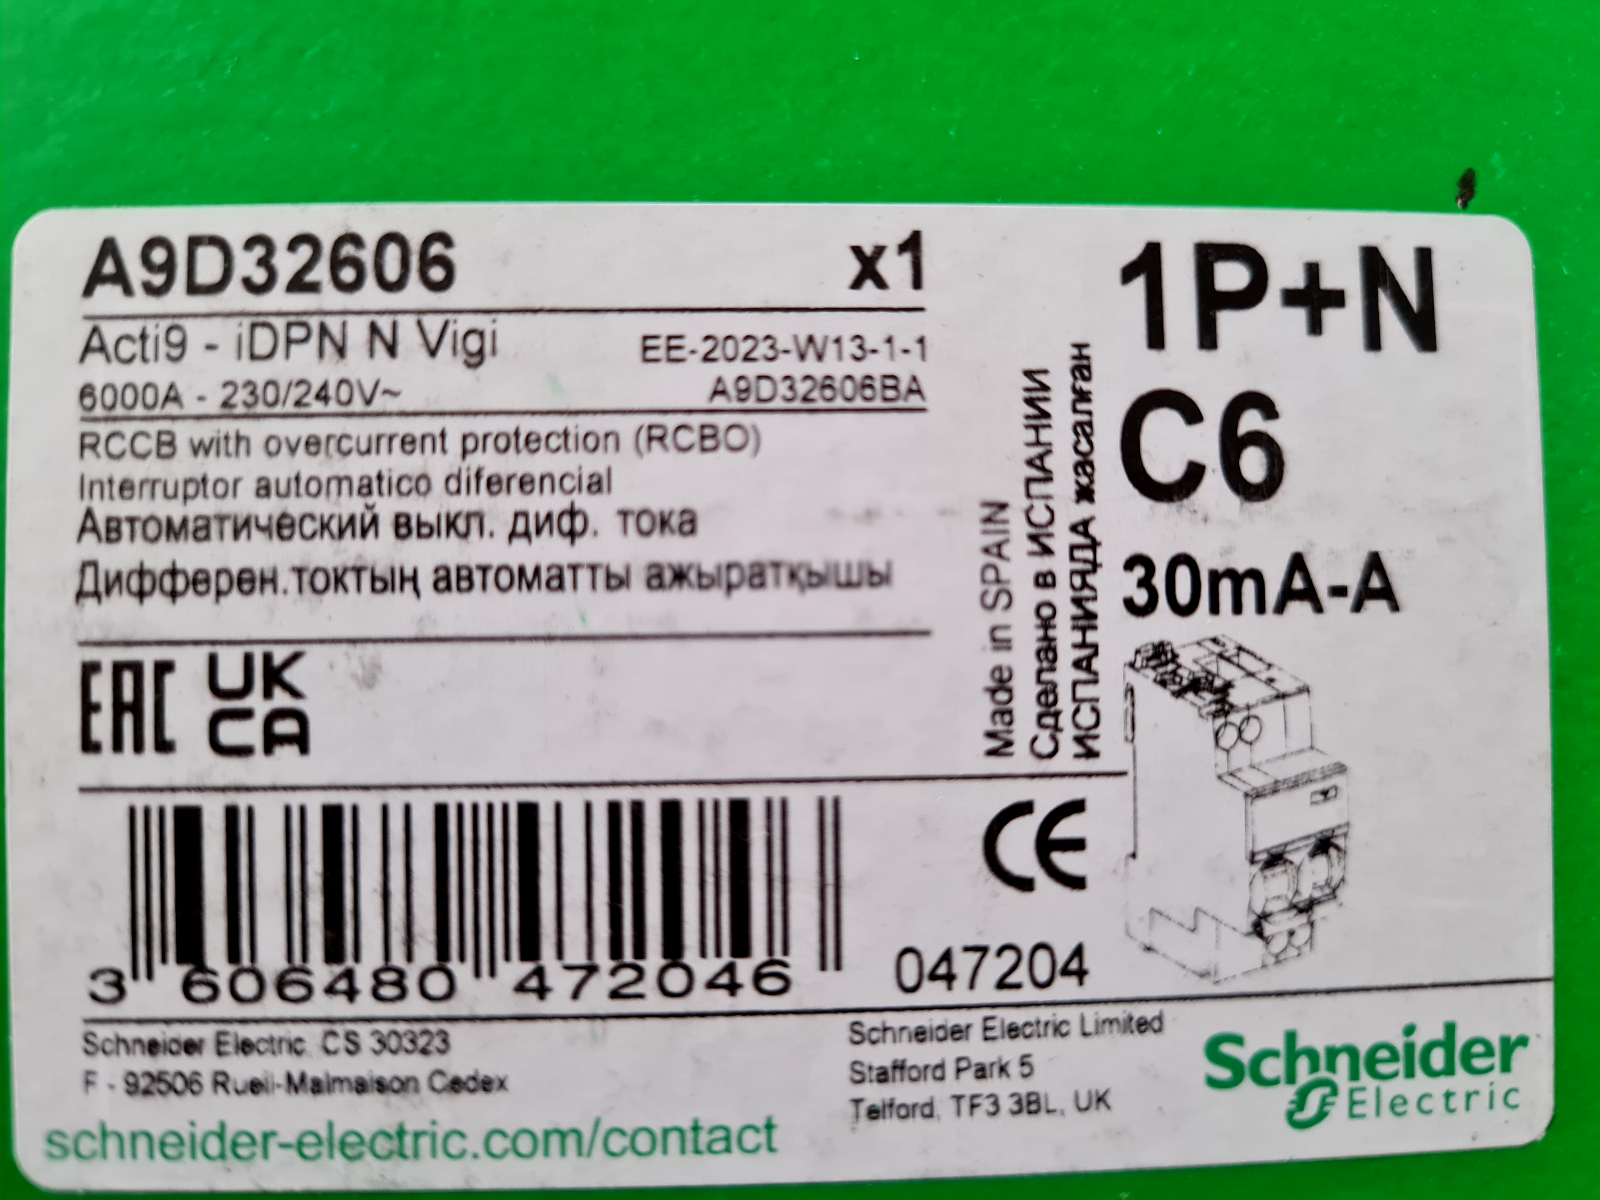 A9D32606 x1
Acti9 - iDPN N Vigi EE-2023-W13-1-1
6000A - 230/240V~ A9D32606BA
RCCB with overcurrent protection (RCBO)
Interruptor automatico diferencial
Автоматический выкл. диф. тока
Дифферен.токтың автоматты ажыратқышы
EAC UK
CA
Made in SPAIN
Сделано в ИСПАНИИ
ИСПАНИЯДА жасалған
1P+N
C6
30mA-A
CE
3 606480 472046
047204
Schneider Electric CS 30323
F - 92506 Rueil-Malmaison Cedex
schneider-electric.com/contact
Schneider Electric Limited
Stafford Park 5
Telford, TF3 3BL, UK
Schneider
Electric